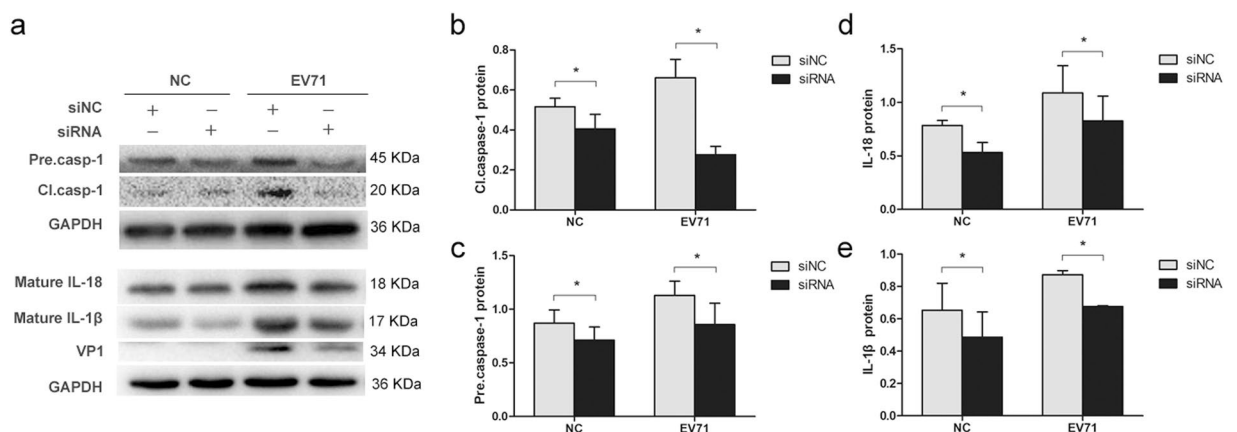 a
NC EV71
siNC + − + −
siRNA − + − +
Pre.casp-1 45 KDa
Cl.casp-1 20 KDa
GAPDH 36 KDa
Mature IL-18 18 KDa
Mature IL-1β 17 KDa
VP1 34 KDa
GAPDH 36 KDa
b
Cl.caspase-1 protein
0.8
0.6
0.4
0.2
0.0
* *
NC EV71
siNC
siRNA
c
Pre.caspase-1 protein
1.5
1.0
0.5
0.0
* *
NC EV71
siNC
siRNA
d
IL-18 protein
1.5
1.0
0.5
0.0
* *
NC EV71
siNC
siRNA
e
IL-1β protein
1.0
0.8
0.6
0.4
0.2
0.0
* *
NC EV71
siNC
siRNA